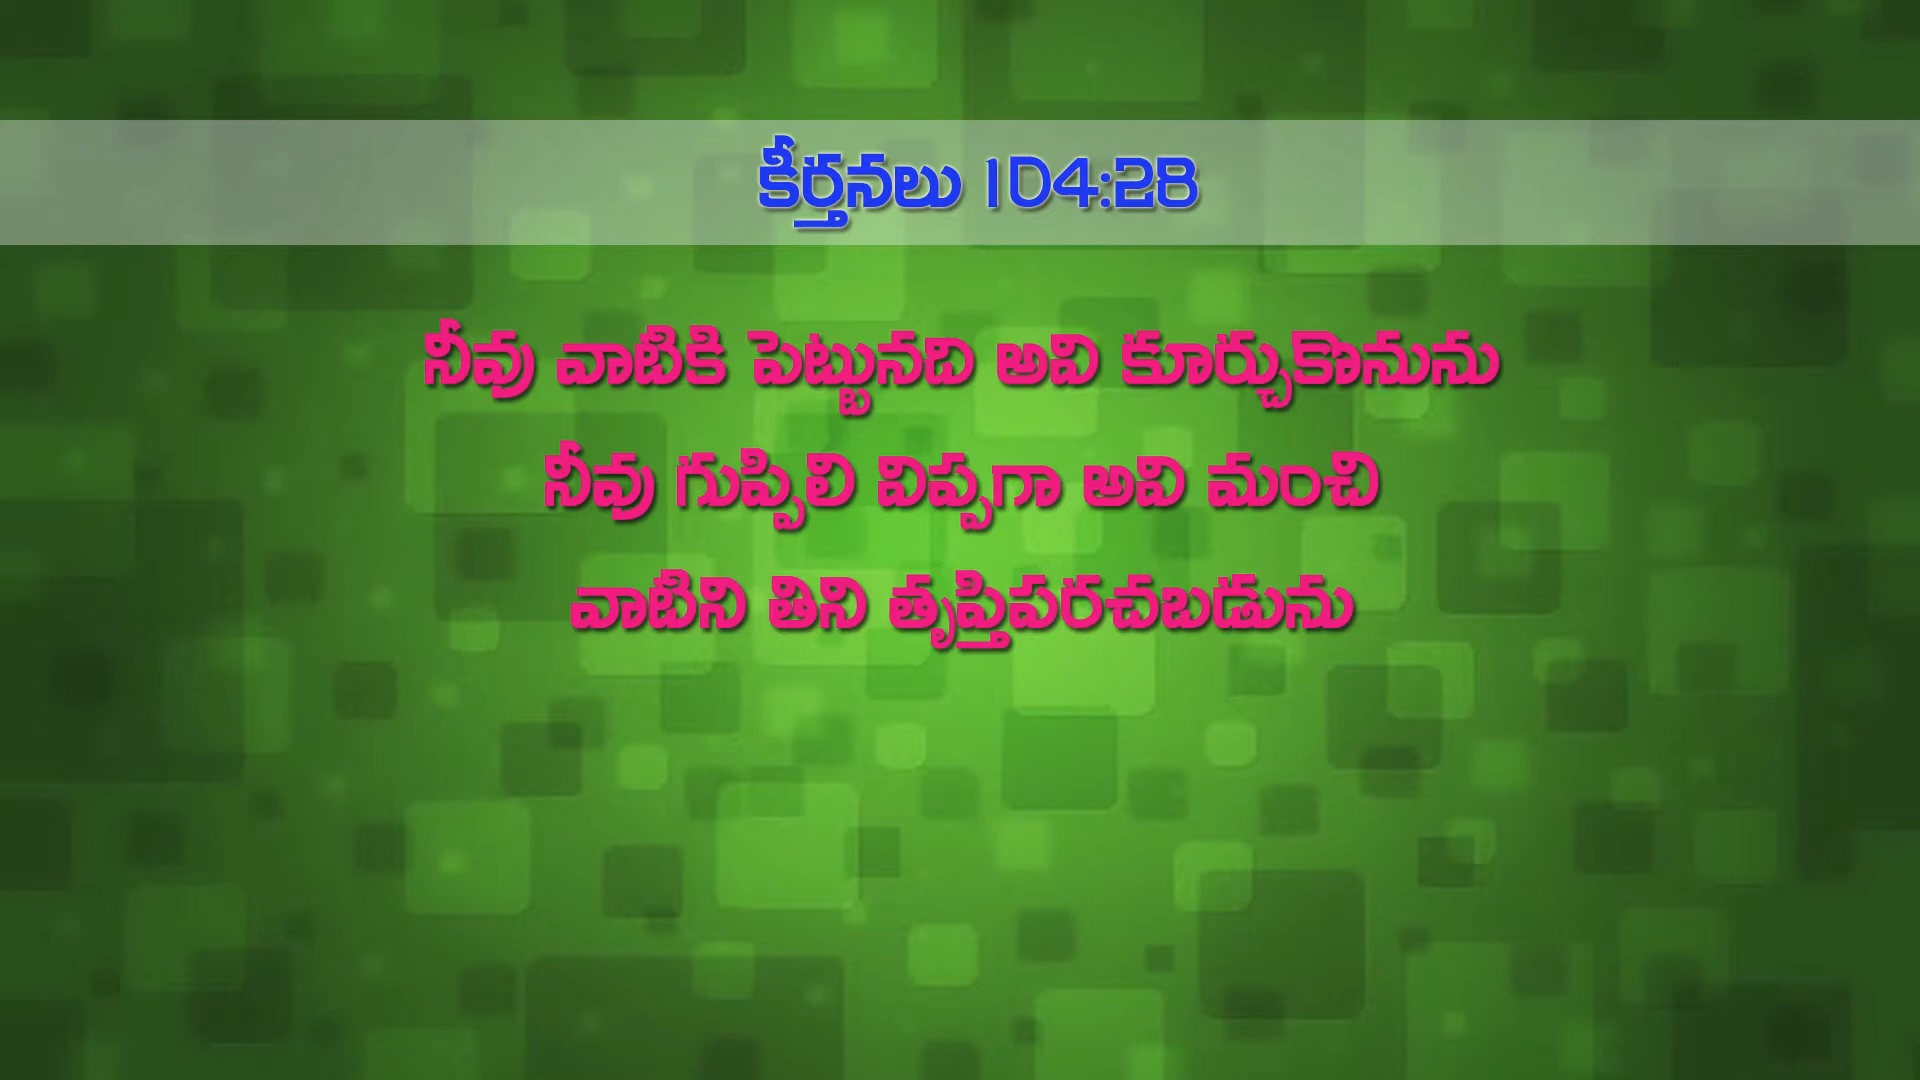 కీర్తనలు 104:28
నీవు వాటికి పెట్టునది అవి కూర్చుకొనును
నీవు గుప్పిలి విప్పగా అవి మంచి
వాటిని తిని తృప్తిపరచబడును